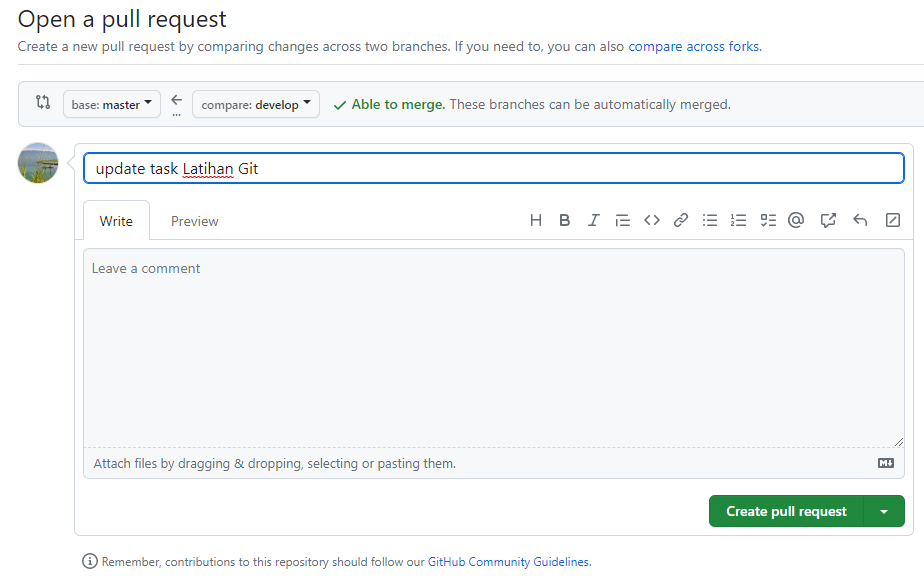 Open a pull request
Create a new pull request by comparing changes across two branches. If you need to, you can also compare across forks.
base: master
...
compare: develop
Able to merge. These branches can be automatically merged.
update task Latihan Git
Write Preview
H B I @
Leave a comment
Attach files by dragging & dropping, selecting or pasting them.
Create pull request
Remember, contributions to this repository should follow our GitHub Community Guidelines.